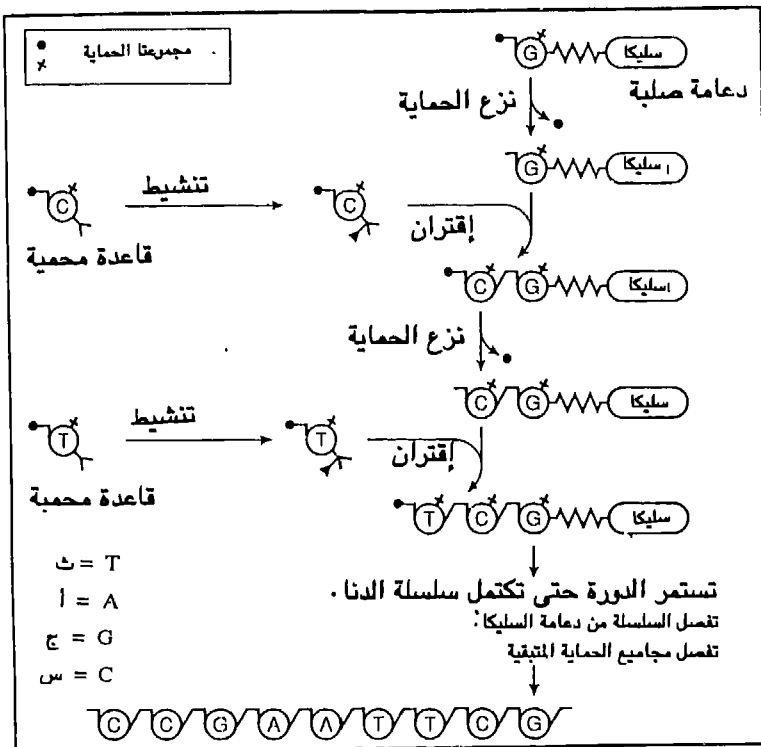 مجموعتا الحماية
G
سليكا
دعامة صلبة
نزع الحماية
G
سليكا
C
تنشيط
C
إقتران
قاعدة محمية
C G
سليكا
نزع الحماية
C G
سليكا
T
تنشيط
T
إقتران
قاعدة محمية
T C G
سليكا
T = ث
A = أ
G = ج
C = س
تستمر الدورة حتى تكتمل سلسلة الدنا .
تفصل السلسلة من دعامة السليكا :
تفصل مجاميع الحماية المتبقية
C C G A A T T C G